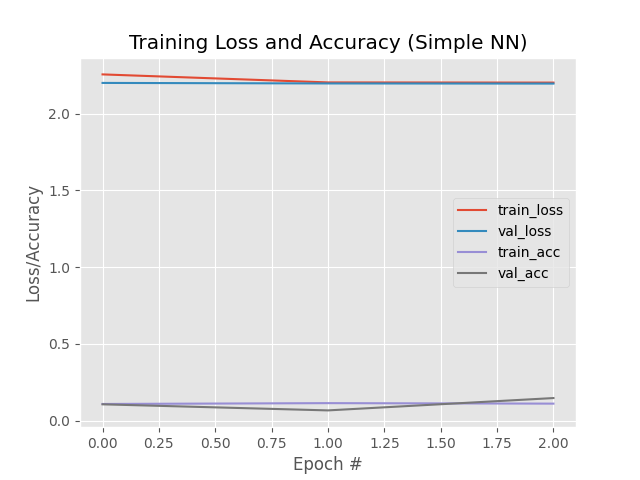 Training Loss and Accuracy (Simple NN)
2.0
1.5
1.0
0.5
0.0
Loss/Accuracy
train_loss
val_loss
train_acc
val_acc
0.00 0.25 0.50 0.75 1.00 1.25 1.50 1.75 2.00
Epoch #